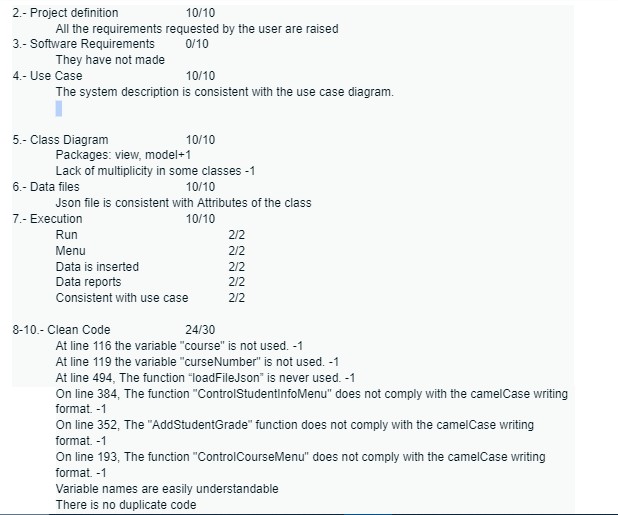 2.- Project definition 10/10
All the requirements requested by the user are raised
3.- Software Requirements 0/10
They have not made
4.- Use Case 10/10
The system description is consistent with the use case diagram.
5.- Class Diagram 10/10
Packages: view, model+1
Lack of multiplicity in some classes -1
6.- Data files 10/10
Json file is consistent with Attributes of the class
7.- Execution 10/10
Run 2/2
Menu 2/2
Data is inserted 2/2
Data reports 2/2
Consistent with use case 2/2
8-10.- Clean Code 24/30
At line 116 the variable "course" is not used. -1
At line 119 the variable "curseNumber" is not used. -1
At line 494, The function “loadFileJson” is never used. -1
On line 384, The function "ControlStudentInfoMenu" does not comply with the camelCase writing
format. -1
On line 352, The "AddStudentGrade" function does not comply with the camelCase writing
format. -1
On line 193, The function "ControlCourseMenu" does not comply with the camelCase writing
format. -1
Variable names are easily understandable
There is no duplicate code